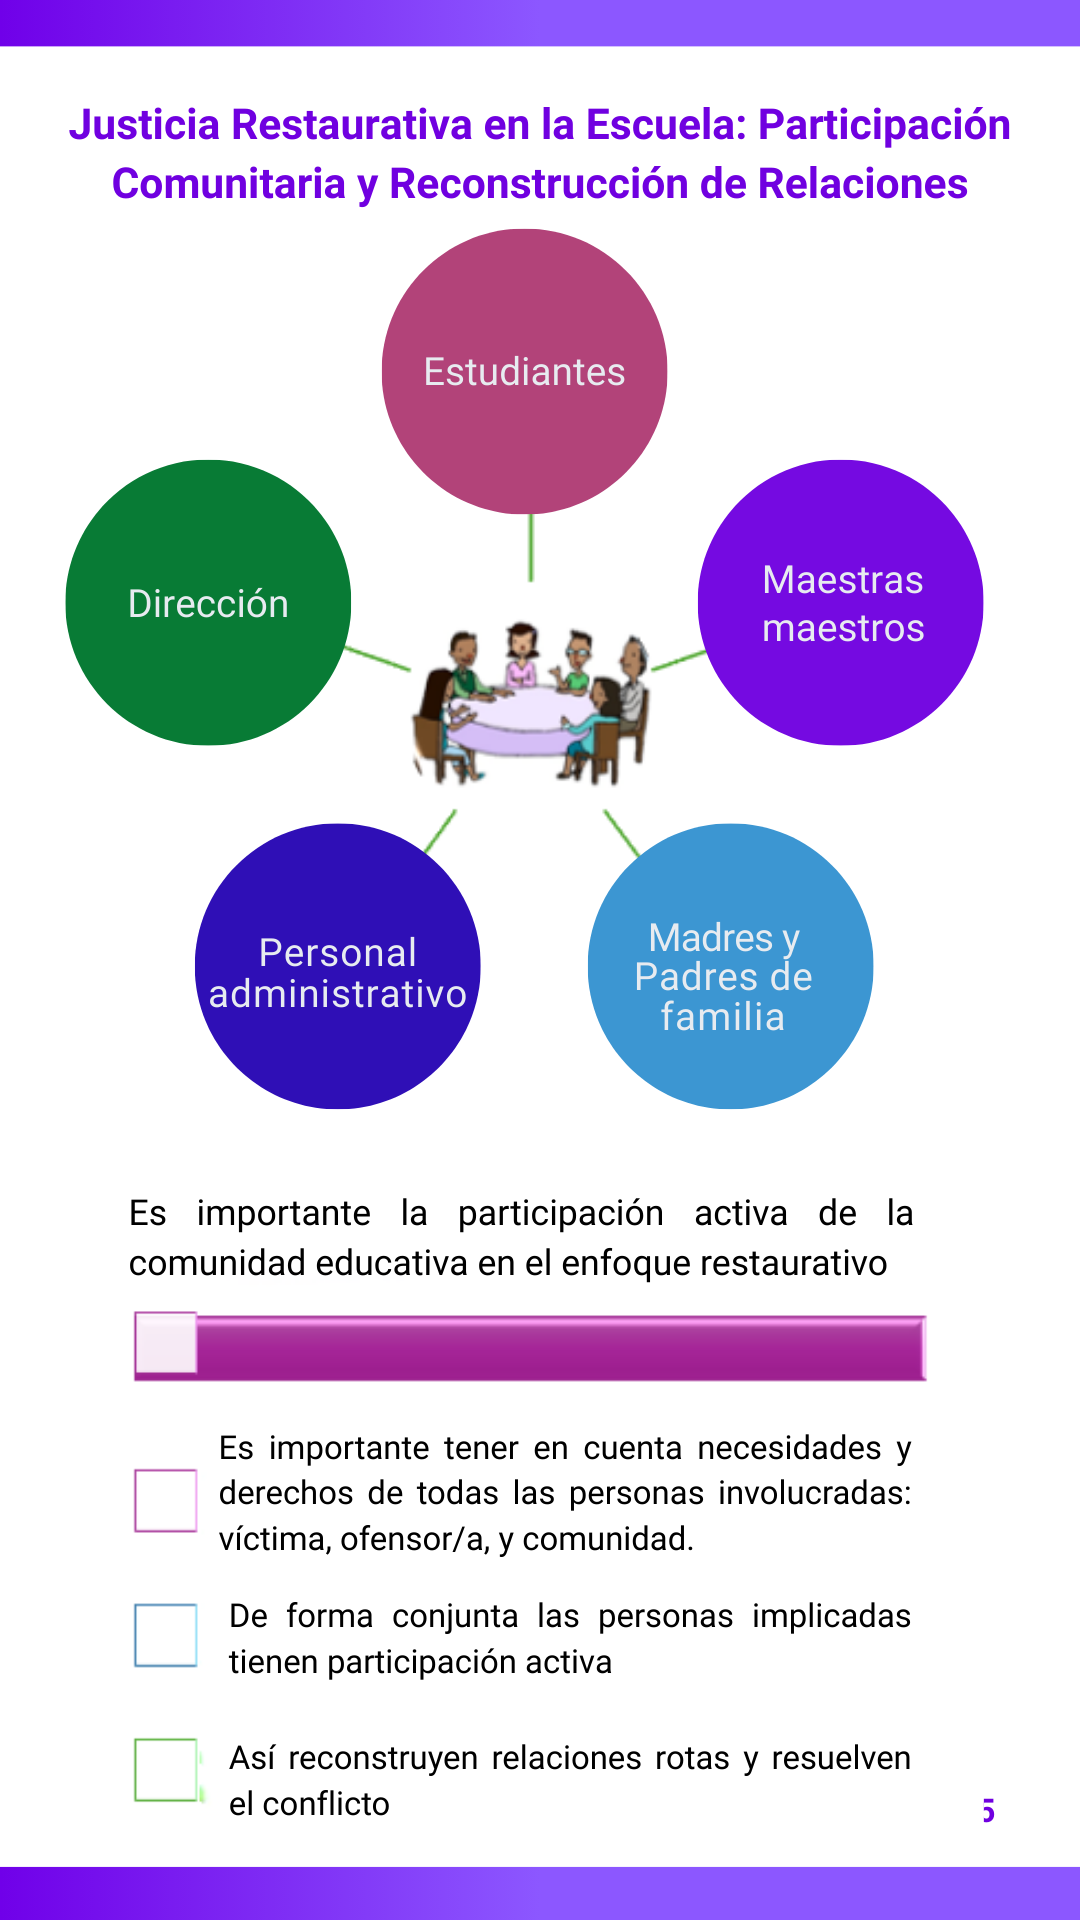 Justicia Restaurativa en la Escuela: Participación
Comunitaria y Reconstrucción de Relaciones
Estudiantes
Dirección
Maestras
maestros
Personal
administrativo
Madres y
Padres de
familia
Es importante la participación activa de la
comunidad educativa en el enfoque restaurativo
Es importante tener en cuenta necesidades y
derechos de todas las personas involucradas:
víctima, ofensor/a, y comunidad.
De forma conjunta las personas implicadas
tienen participación activa
Así reconstruyen relaciones rotas y resuelven
el conflicto
5